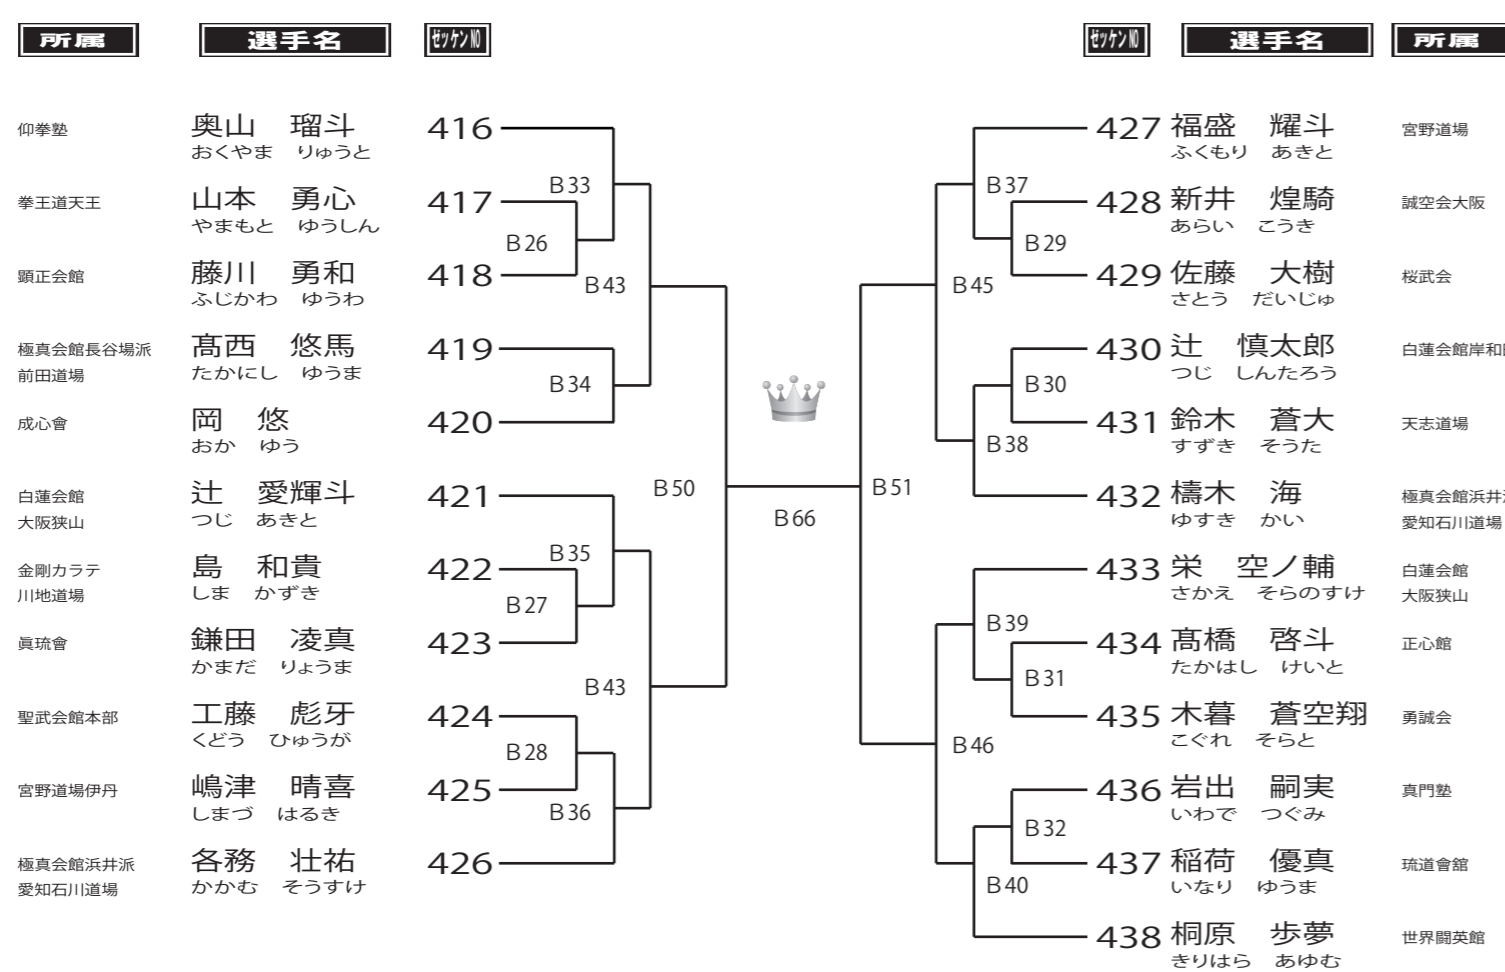 所属 選手名 ゼッケンNO ゼッケンNO 選手名 所属
仰拳塾 奥山 瑠斗 416
おくやま りゅうと
B33
拳王道天王 山本 勇心 417
やまもと ゆうしん
B26
顕正会館 藤川 勇和 418
ふじかわ ゆうわ
B43
極真会館長谷場派 髙西 悠馬 419
前田道場 たかにし ゆうま
B34
成心會 岡 悠 420
おか ゆう
B50
白蓮会館 辻 愛輝斗 421
大阪狭山 つじ あきと
B35
金剛カラテ 島 和貴 422
川地道場 しま かずき
B27
眞琉會 鎌田 凌真 423
かまだ りょうま
B43
聖武会館本部 工藤 彪牙 424
くどう ひゅうが
B28
宮野道場伊丹 嶋津 晴喜 425
しまづ はるき
B36
極真会館浜井派 各務 壮祐 426
愛知石川道場 かかむ そうすけ
B66
427 福盛 耀斗 宮野道場
ふくもり あきと
B37
428 新井 煌騎 誠空会大阪
あらい こうき
B29
429 佐藤 大樹 桜武会
さとう だいじゅ
B45
430 辻 慎太郎 白蓮会館岸和
つじ しんたろう
B30
431 鈴木 蒼大 天志道場
すずき そうた
B38
B51
432 檮木 海 極真会館浜井
ゆすき かい 愛知石川道場
433 栄 空ノ輔 白蓮会館
さかえ そらのすけ 大阪狭山
B39
434 髙橋 啓斗 正心館
たかはし けいと
B31
435 木暮 蒼空翔 勇誠会
こぐれ そらと
B46
436 岩出 嗣実 真門塾
いわで つぐみ
B32
437 稲荷 優真 琉道會舘
いなり ゆうま
B40
438 桐原 歩夢 世界闘英館
きりはら あゆむ